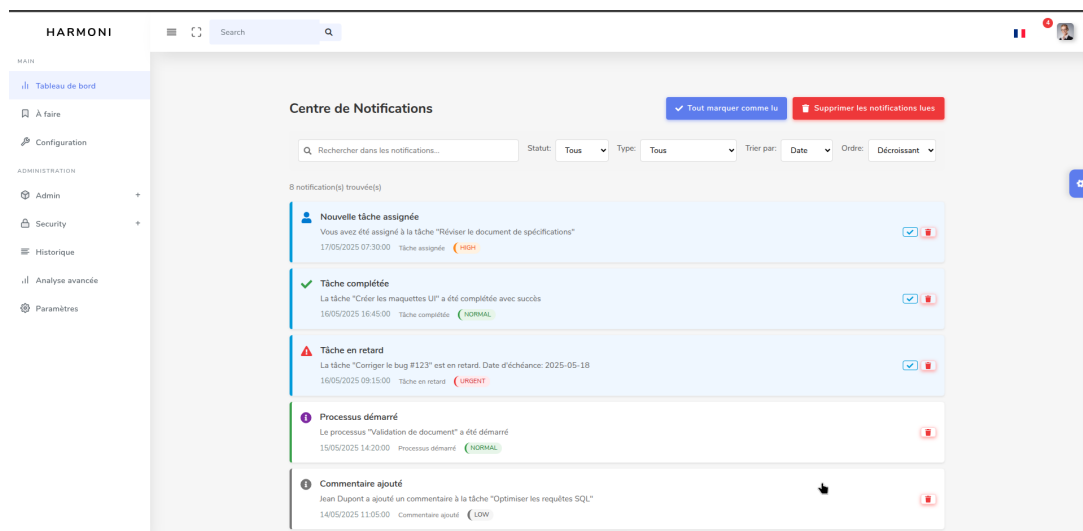 HARMONI
Search
4
MAIN
Tableau de bord
À faire
Configuration
ADMINISTRATION
Admin +
Security +
Historique
Analyse avancée
Paramètres
Centre de Notifications
Tout marquer comme lu
Supprimer les notifications lues
Rechercher dans les notifications...
Statut: Tous Type: Tous Trier par: Date Ordre: Décroissant
8 notification(s) trouvée(s)
Nouvelle tâche assignée
Vous avez été assigné à la tâche "Réviser le document de spécifications"
17/05/2025 07:30:00 Tâche assignée HIGH
Tâche complétée
La tâche "Créer les maquettes UI" a été complétée avec succès
16/05/2025 16:45:00 Tâche complétée NORMAL
Tâche en retard
La tâche "Corriger le bug #123" est en retard. Date d'échéance: 2025-05-18
16/05/2025 09:15:00 Tâche en retard URGENT
Processus démarré
Le processus "Validation de document" a été démarré
15/05/2025 14:20:00 Processus démarré NORMAL
Commentaire ajouté
Jean Dupont a ajouté un commentaire à la tâche "Optimiser les requêtes SQL"
14/05/2025 11:05:00 Commentaire ajouté LOW